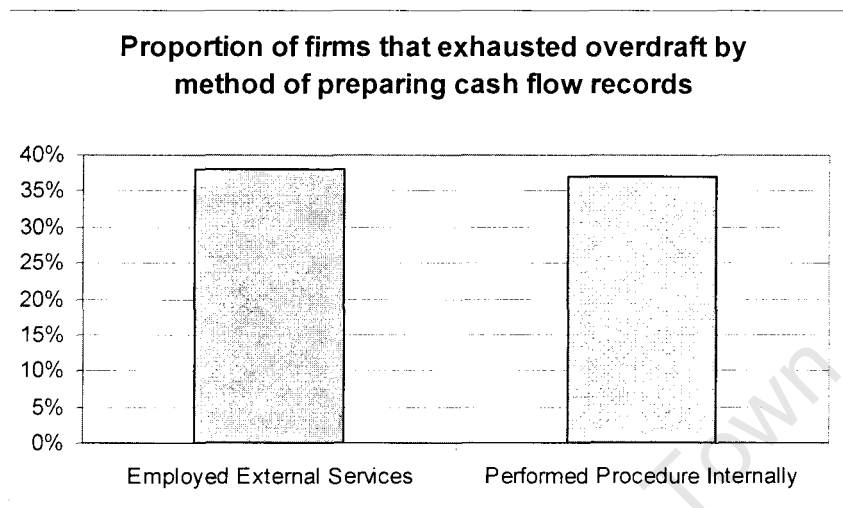 Proportion of firms that exhausted overdraft by
method of preparing cash flow records
40%
35%
30%
25%
20%
15%
10%
5%
0%
Employed External Services Performed Procedure Internally
Town